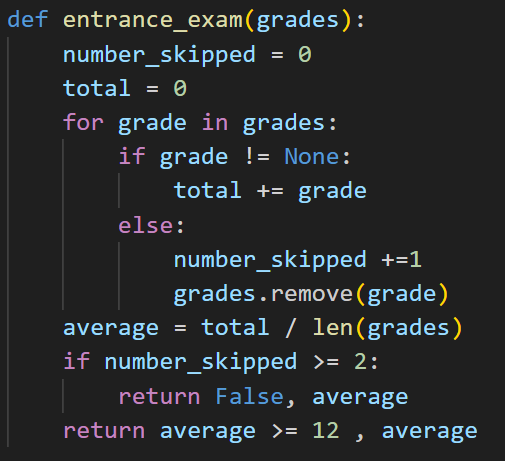 def entrance_exam(grades):
    number_skipped = 0
    total = 0
    for grade in grades:
        if grade != None:
            total += grade
        else:
            number_skipped +=1
            grades.remove(grade)
    average = total / len(grades)
    if number_skipped >= 2:
        return False, average
    return average >= 12 , average